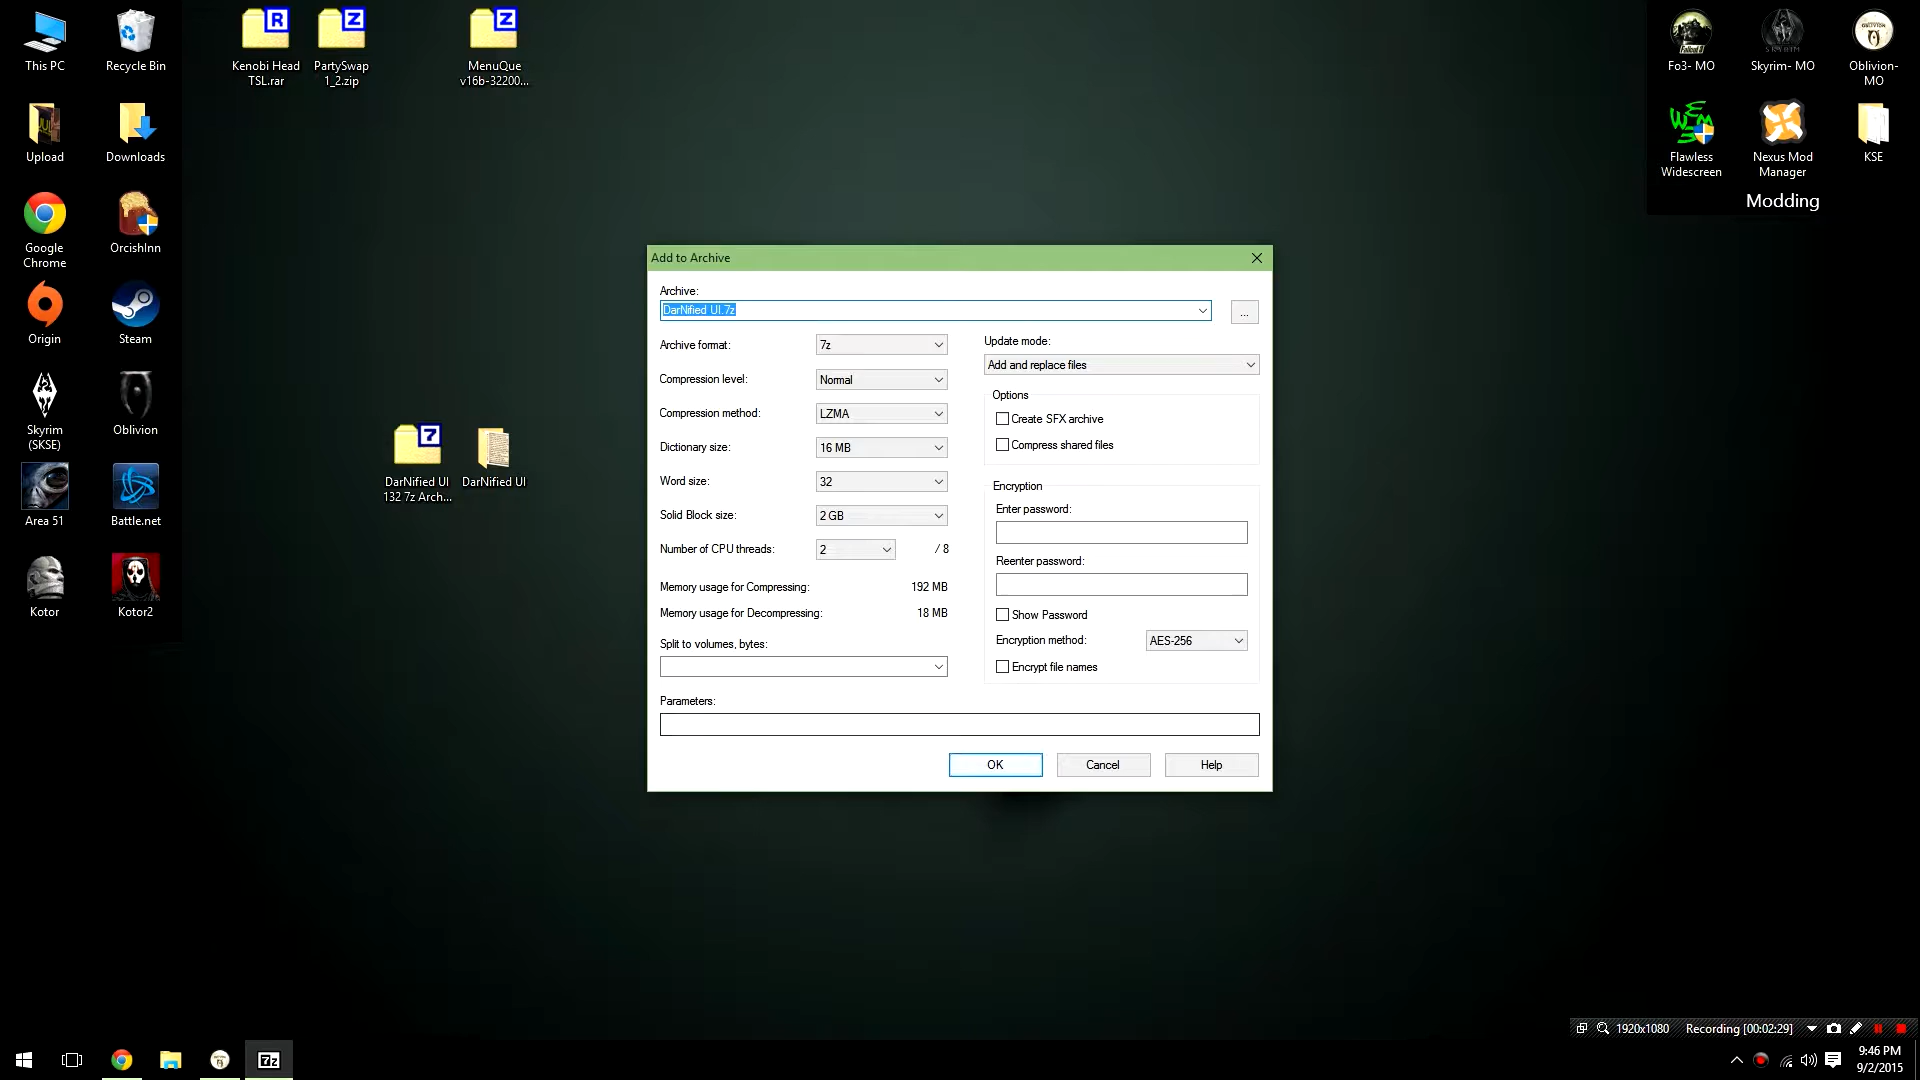 This PC
Recycle Bin
Kenobi Head
TSL.rar
PartySwap
1_2.zip
MenuQue
v16b-32200...
Upload
Downloads
Google
Chrome
OrcishInn
Origin
Steam
Skyrim
(SKSE)
Oblivion
Area 51
Battle.net
Kotor
Kotor2
DarNified UI
132 7z Arch...
DarNified UI
Fo3- MO
Skyrim- MO
Oblivion-
MO
Flawless
Widescreen
Nexus Mod
Manager
KSE
Modding
Add to Archive
Archive:
DarNified UI.7z
...
Archive format:
7z
Compression level:
Normal
Compression method:
LZMA
Dictionary size:
16 MB
Word size:
32
Solid Block size:
2 GB
Number of CPU threads:
2
/ 8
Memory usage for Compressing:
192 MB
Memory usage for Decompressing:
18 MB
Split to volumes, bytes:
Update mode:
Add and replace files
Options
Create SFX archive
Compress shared files
Encryption
Enter password:
Reenter password:
Show Password
Encryption method:
AES-256
Encrypt file names
Parameters:
OK
Cancel
Help
1920x1080
Recording [00:02:29]
7z
9:46 PM
9/2/2015